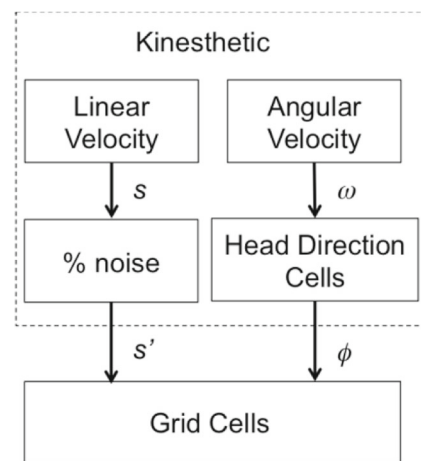 Kinesthetic
Linear
Velocity
Angular
Velocity
s
ω
% noise
Head Direction
Cells
s’
ϕ
Grid Cells